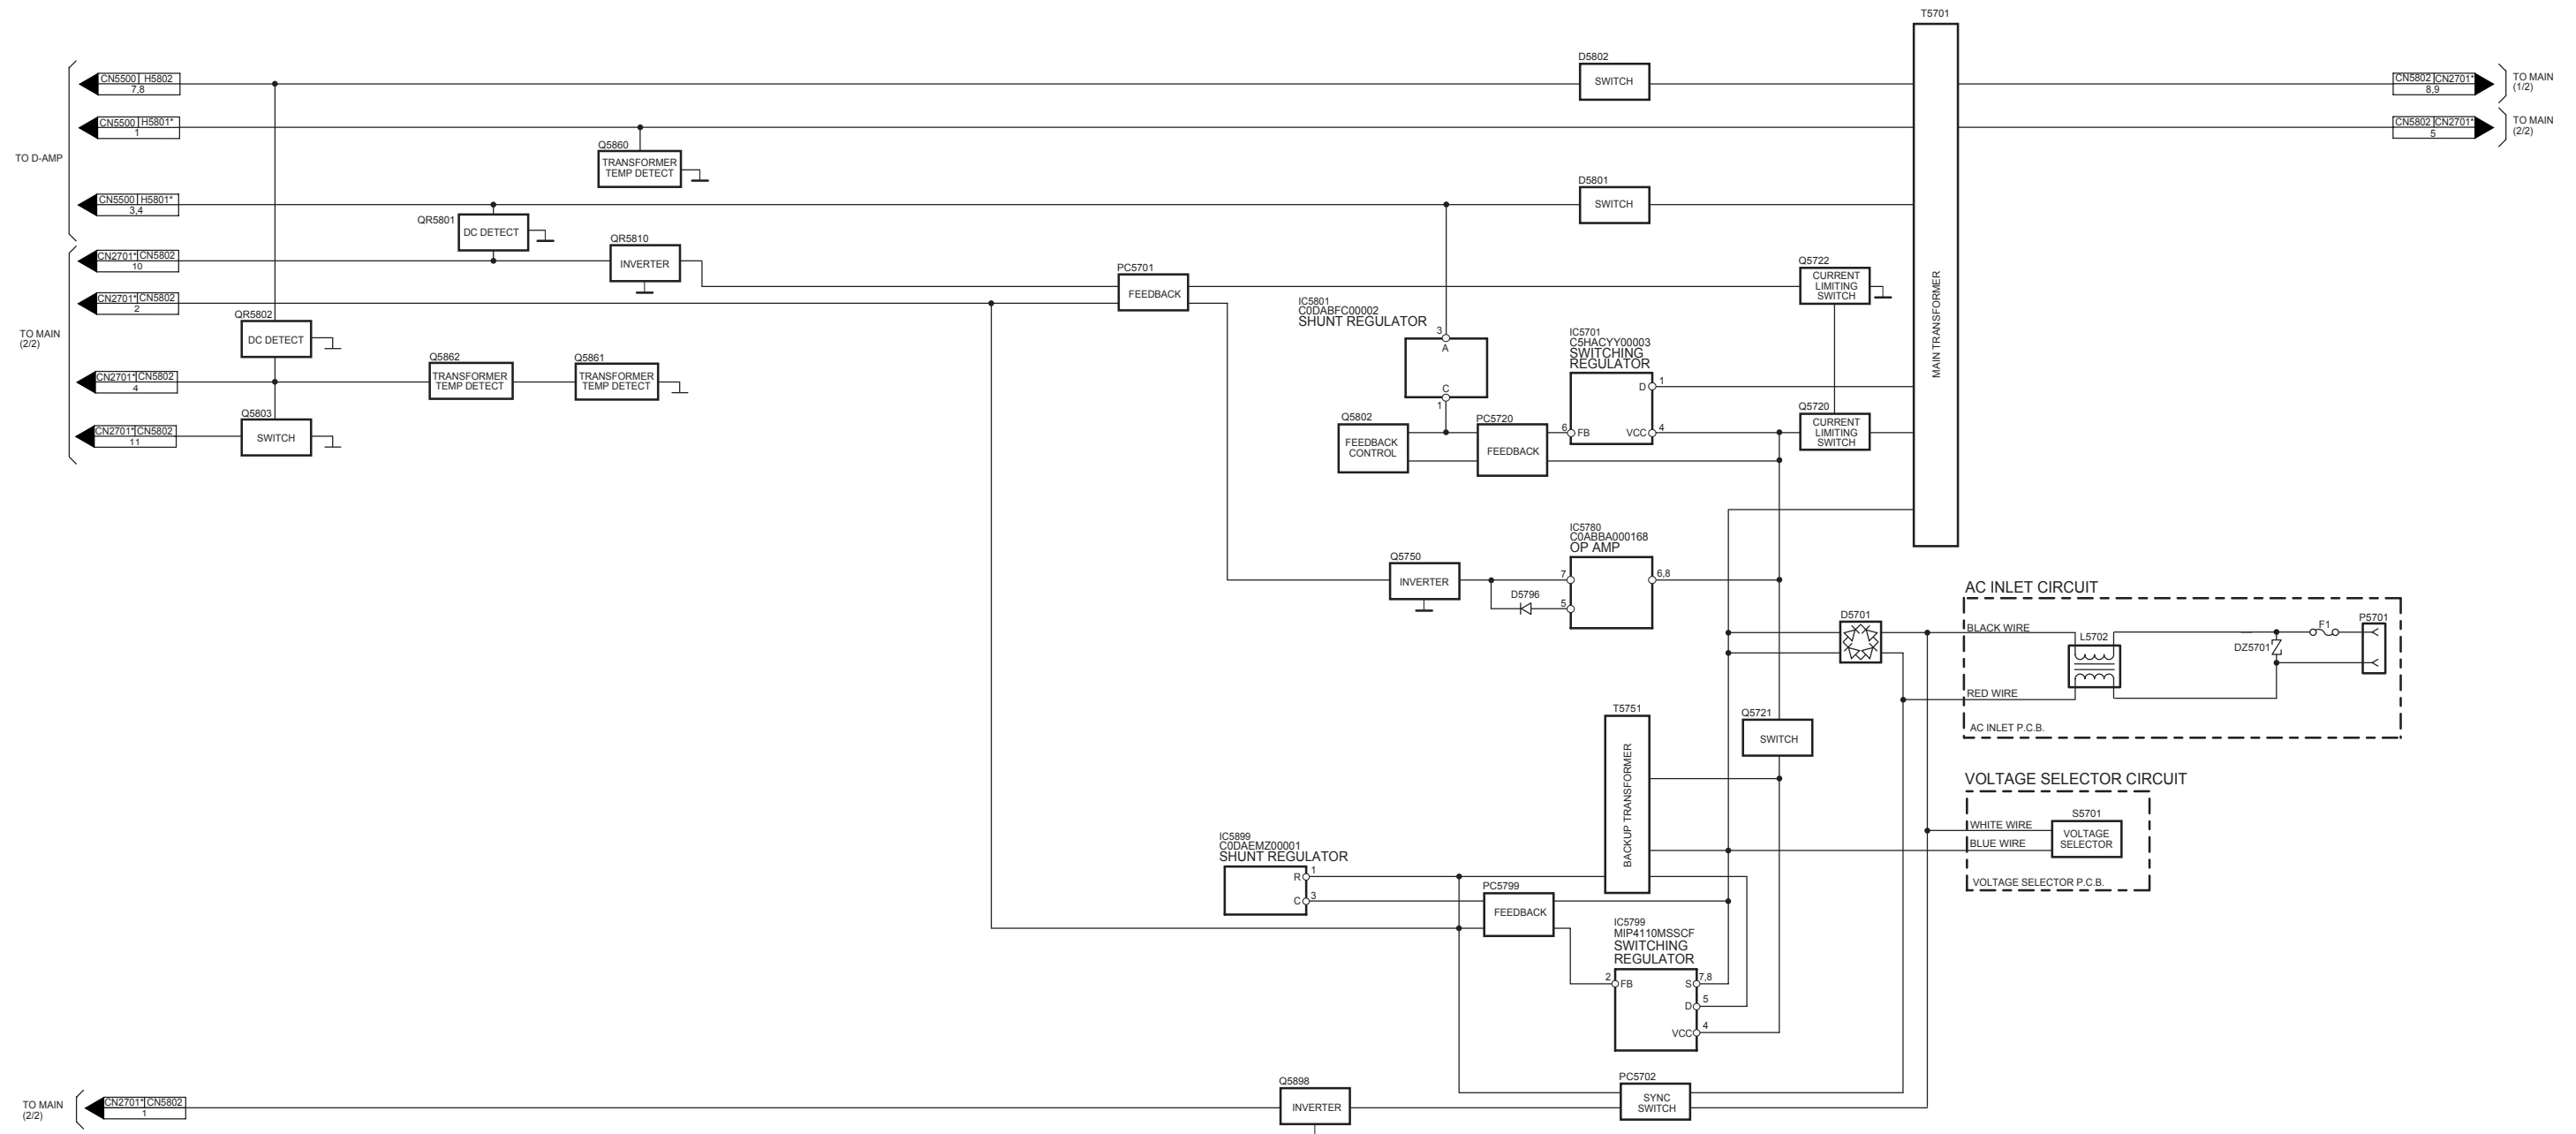 T5701
D5802
SWITCH
CN5500 H5802
7,8
CN5802 CN2701*
8,9
TO MAIN
(1/2)
CN5500 H5801*
1
CN5802 CN2701*
5
TO MAIN
(2/2)
TO D-AMP
Q5860
TRANSFORMER
TEMP DETECT
D5801
SWITCH
CN5500 H5801*
3,4
QR5801
DC DETECT
QR5810
INVERTER
CN2701* CN5802
10
PC5701
FEEDBACK
Q5722
CURRENT
LIMITING
SWITCH
MAIN TRANSFORMER
CN2701* CN5802
2
IC5801
C0DABFC00002
SHUNT REGULATOR
3
A
C
1
QR5802
DC DETECT
TO MAIN
(2/2)
IC5701
C5HACYY00003
SWITCHING
REGULATOR
D 1
6 FB
VCC 4
Q5862
TRANSFORMER
TEMP DETECT
Q5861
TRANSFORMER
TEMP DETECT
CN2701* CN5802
4
Q5803
SWITCH
CN2701* CN5802
11
Q5802
FEEDBACK
CONTROL
PC5720
FEEDBACK
Q5720
CURRENT
LIMITING
SWITCH
IC5780
C0ABBA000168
OP AMP
7
5
6,8
Q5750
INVERTER
D5796
AC INLET CIRCUIT
D5701
BLACK WIRE
L5702
DZ5701
F1
P5701
RED WIRE
AC INLET P.C.B.
T5751
BACKUP TRANSFORMER
Q5721
SWITCH
VOLTAGE SELECTOR CIRCUIT
S5701
WHITE WIRE
VOLTAGE
SELECTOR
BLUE WIRE
VOLTAGE SELECTOR P.C.B.
IC5899
C0DAEMZ00001
SHUNT REGULATOR
R 1
C 3
PC5799
FEEDBACK
IC5799
MIP4110MSSCF
SWITCHING
REGULATOR
2 FB
S 7,8
D 5
VCC 4
PC5702
SYNC
SWITCH
Q5898
INVERTER
TO MAIN
(2/2)
CN2701* CN5802
1